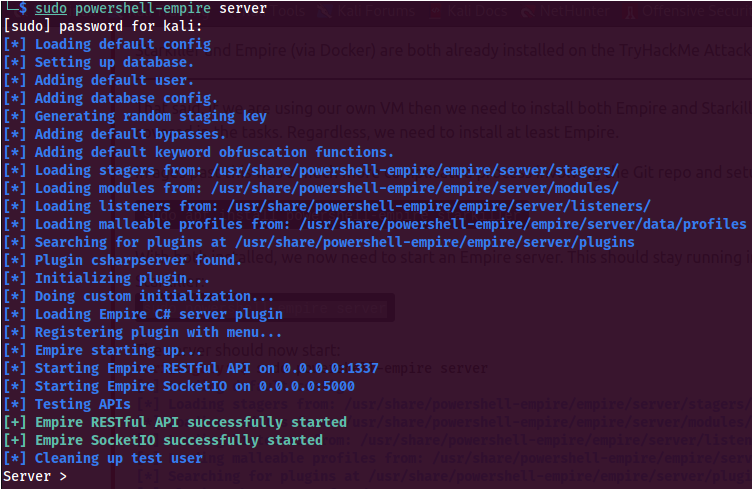 └─$ sudo powershell-empire server
[sudo] password for kali:
[*] Loading default config
[*] Setting up database.
[*] Adding default user.
[*] Adding database config.
[*] Generating random staging key
[*] Adding default bypasses.
[*] Adding default keyword obfuscation functions.
[*] Loading stagers from: /usr/share/powershell-empire/empire/server/stagers/
[*] Loading modules from: /usr/share/powershell-empire/empire/server/modules/
[*] Loading listeners from: /usr/share/powershell-empire/empire/server/listeners/
[*] Loading malleable profiles from: /usr/share/powershell-empire/empire/server/data/profiles
[*] Searching for plugins at /usr/share/powershell-empire/empire/server/plugins
[*] Plugin csharpserver found.
[*] Initializing plugin...
[*] Doing custom initialization...
[*] Loading Empire C# server plugin
[*] Registering plugin with menu...
[*] Empire starting up...
[*] Starting Empire RESTful API on 0.0.0.0:1337
[*] Starting Empire SocketIO on 0.0.0.0:5000
[*] Testing APIs
[+] Empire RESTful API successfully started
[+] Empire SocketIO successfully started
[*] Cleaning up test user
Server >